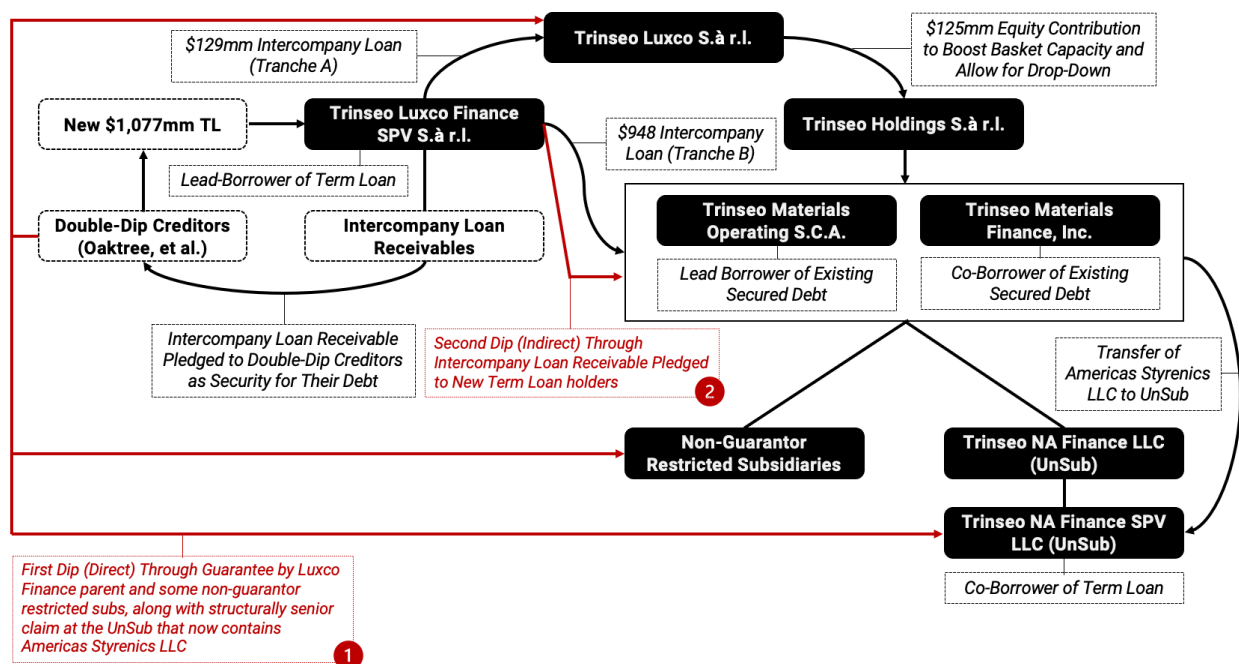 Trinseo Luxco S.à r.l.
$129mm Intercompany Loan
(Tranche A)
$125mm Equity Contribution
to Boost Basket Capacity and
Allow for Drop-Down
New $1,077mm TL
Trinseo Luxco Finance
SPV S.à r.l.
Trinseo Holdings S.à r.l.
$948 Intercompany
Loan (Tranche B)
Lead-Borrower of Term Loan
Double-Dip Creditors
(Oaktree, et al.)
Intercompany Loan
Receivables
Trinseo Materials
Operating S.C.A.
Trinseo Materials
Finance, Inc.
Lead Borrower of Existing
Secured Debt
Co-Borrower of Existing
Secured Debt
Intercompany Loan Receivable
Pledged to Double-Dip Creditors
as Security for Their Debt
Second Dip (Indirect) Through
Intercompany Loan Receivable Pledged
to New Term Loan holders
2
Transfer of
Americas Styrenics
LLC to UnSub
Non-Guarantor
Restricted Subsidiaries
Trinseo NA Finance LLC
(UnSub)
Trinseo NA Finance SPV
LLC (UnSub)
Co-Borrower of Term Loan
First Dip (Direct) Through Guarantee by Luxco
Finance parent and some non-guarantor
restricted subs, along with structurally senior
claim at the UnSub that now contains
Americas Styrenics LLC
1